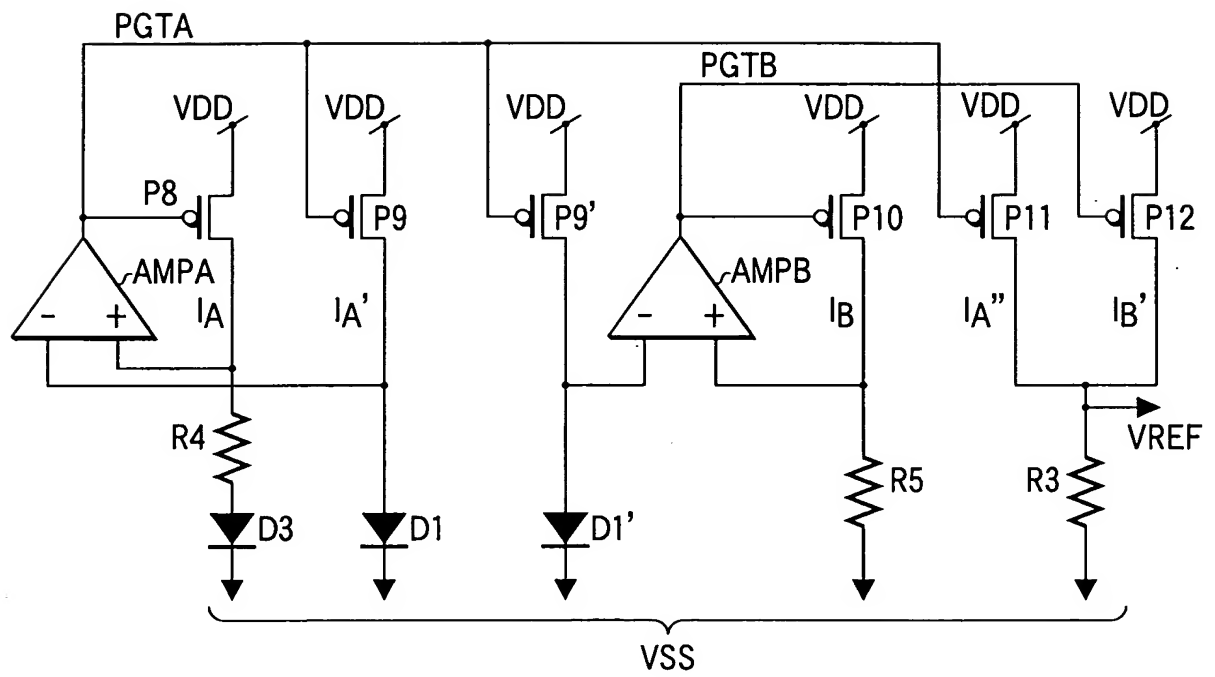 PGTA
PGTB
VDD VDD VDD VDD VDD VDD
P8 P9 P9' P10 P11 P12
AMPA AMPB
- + IA IA' - + IB IA" IB'
VREF
R4 R5 R3
D3 D1 D1'
VSS